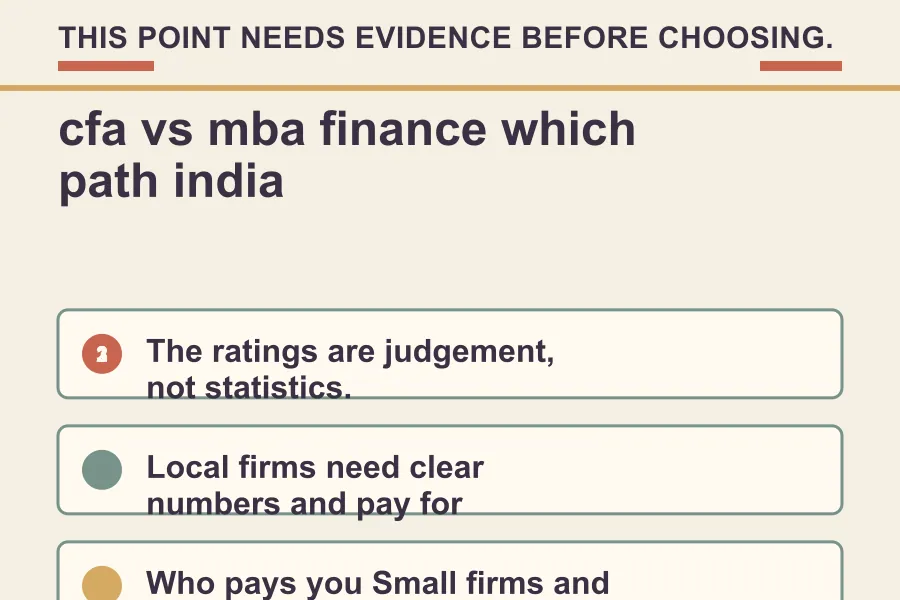 THIS POINT NEEDS EVIDENCE BEFORE CHOOSING.
cfa vs mba finance which
path india
The ratings are judgement,
not statistics.
Local firms need clear
numbers and pay for
Who pays you Small firms and